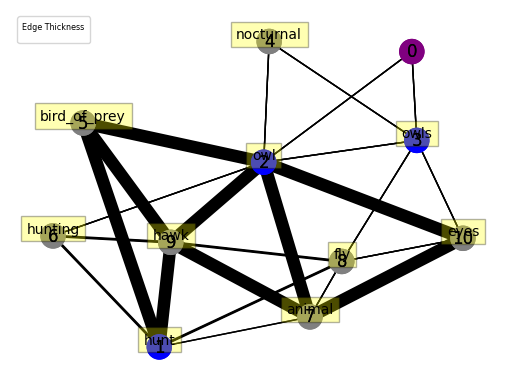 Edge Thickness
nocturnal
4
0
bird_of_prey
5
owls
3
owl
2
hunting
6
hawk
9
eyes
10
fly
8
animal
7
hunt
1